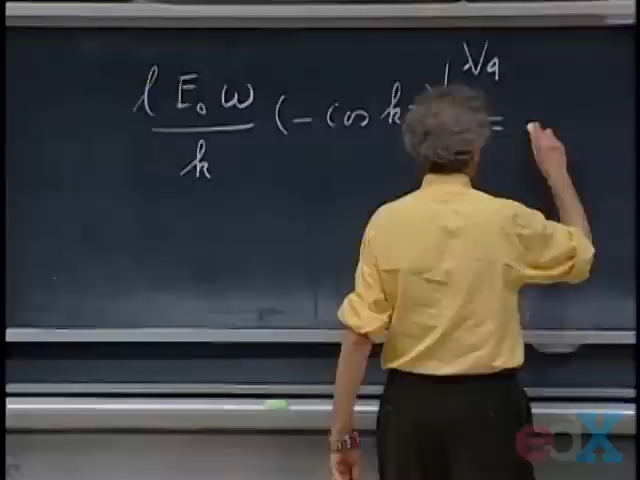 λ/4
l E₀ ω (- cos k =
k
edX